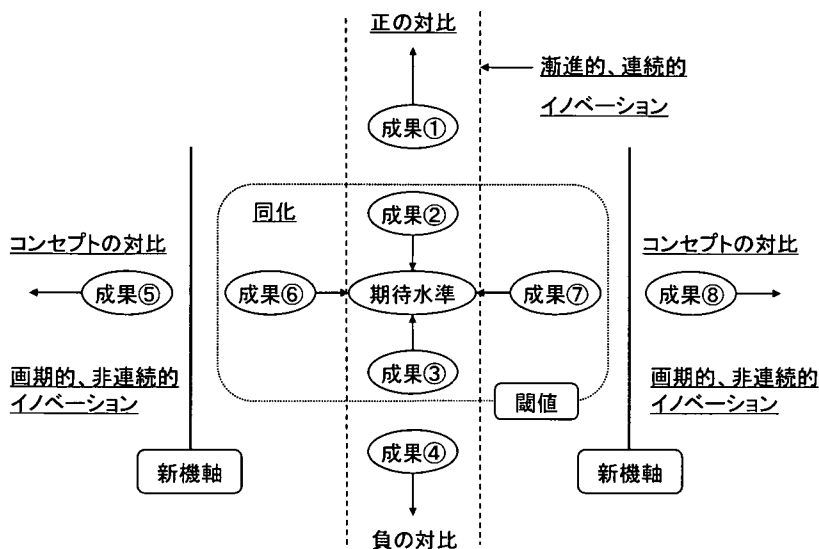 正の対比
漸進的、連続的
イノベーション
成果①
同化
成果②
コンセプトの対比
コンセプトの対比
成果⑤
成果⑥
期待水準
成果⑦
成果⑧
画期的、非連続的
イノベーション
成果③
画期的、非連続的
イノベーション
閾値
成果④
新機軸
新機軸
負の対比